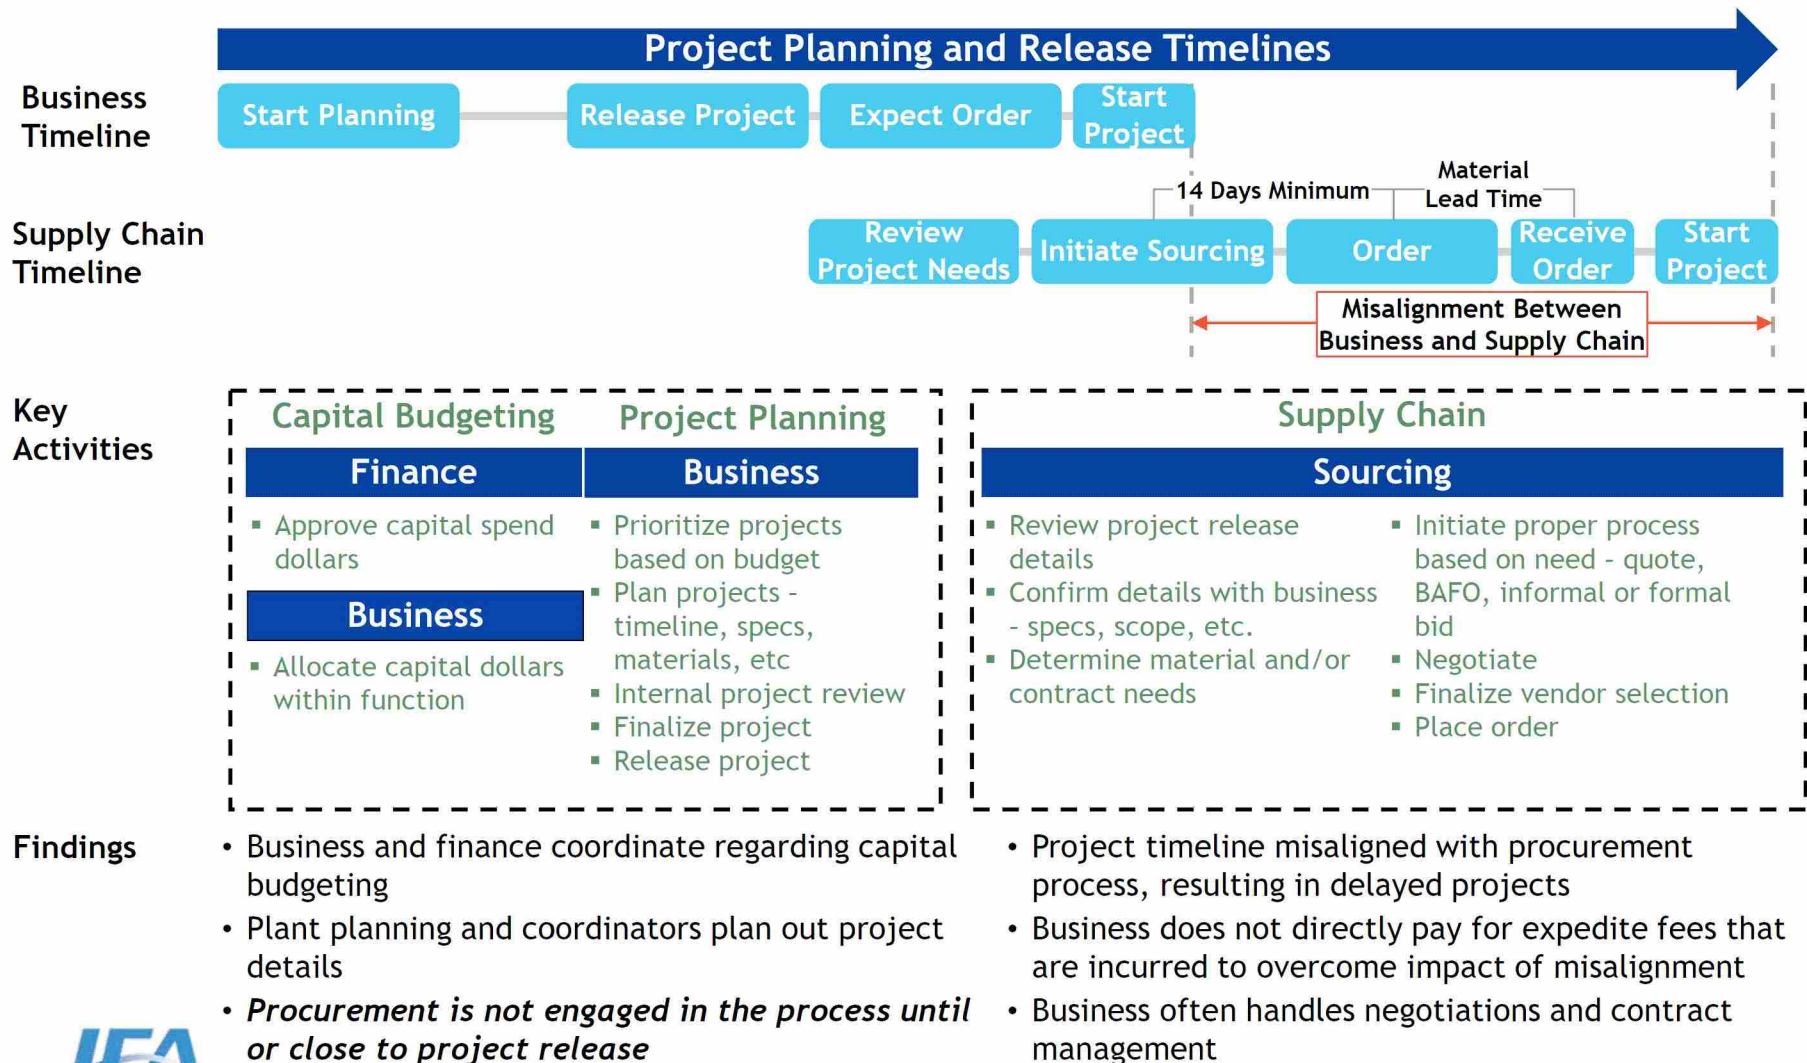 Project Planning and Release Timelines
Business
Timeline
Start Planning
Release Project
Expect Order
Start
Project
14 Days Minimum
Material
Lead Time
Supply Chain
Timeline
Review
Project Needs
Initiate Sourcing
Order
Receive
Order
Start
Project
Misalignment Between
Business and Supply Chain
Key
Activities
Capital Budgeting
Finance
▪ Approve capital spend
dollars
Business
▪ Allocate capital dollars
within function
Project Planning
Business
▪ Prioritize projects
based on budget
▪ Plan projects –
timeline, specs,
materials, etc
▪ Internal project review
▪ Finalize project
▪ Release project
Supply Chain
Sourcing
▪ Review project release
details
▪ Confirm details with business
– specs, scope, etc.
▪ Determine material and/or
contract needs
▪ Initiate proper process
based on need – quote,
BAFO, informal or formal
bid
▪ Negotiate
▪ Finalize vendor selection
▪ Place order
Findings
• Business and finance coordinate regarding capital
budgeting
• Plant planning and coordinators plan out project
details
• Procurement is not engaged in the process until
or close to project release
• Project timeline misaligned with procurement
process, resulting in delayed projects
• Business does not directly pay for expedite fees that
are incurred to overcome impact of misalignment
• Business often handles negotiations and contract
management